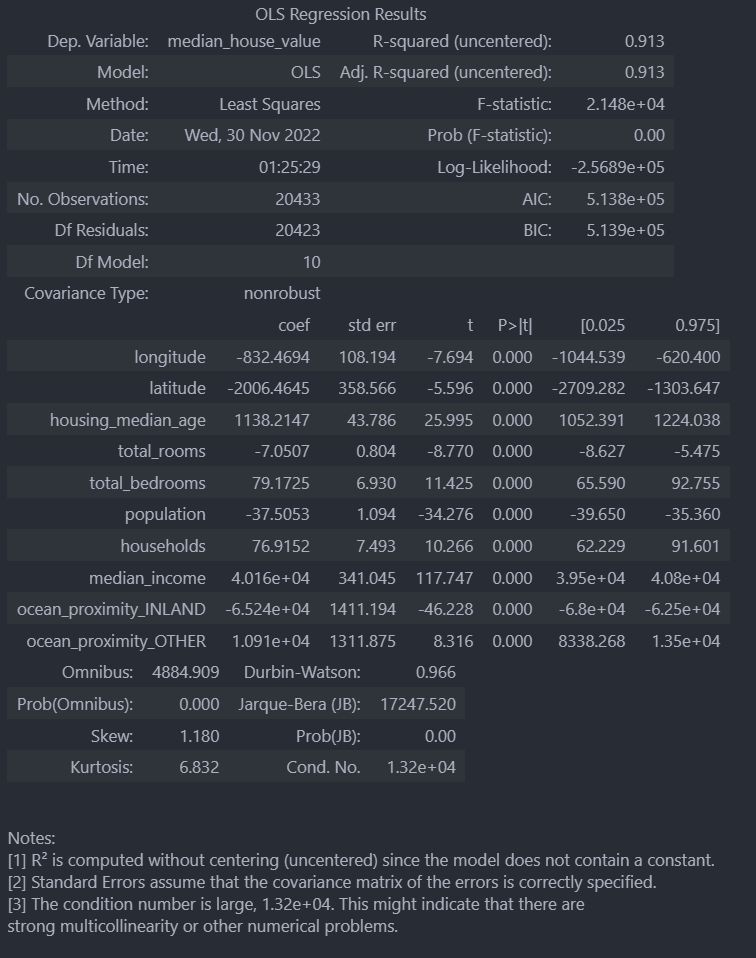 OLS Regression Results
Dep. Variable: median_house_value R-squared (uncentered): 0.913
Model: OLS Adj. R-squared (uncentered): 0.913
Method: Least Squares F-statistic: 2.148e+04
Date: Wed, 30 Nov 2022 Prob (F-statistic): 0.00
Time: 01:25:29 Log-Likelihood: -2.5689e+05
No. Observations: 20433 AIC: 5.138e+05
Df Residuals: 20423 BIC: 5.139e+05
Df Model: 10
Covariance Type: nonrobust
coef std err t P>|t| [0.025 0.975]
longitude -832.4694 108.194 -7.694 0.000 -1044.539 -620.400
latitude -2006.4645 358.566 -5.596 0.000 -2709.282 -1303.647
housing_median_age 1138.2147 43.786 25.995 0.000 1052.391 1224.038
total_rooms -7.0507 0.804 -8.770 0.000 -8.627 -5.475
total_bedrooms 79.1725 6.930 11.425 0.000 65.590 92.755
population -37.5053 1.094 -34.276 0.000 -39.650 -35.360
households 76.9152 7.493 10.266 0.000 62.229 91.601
median_income 4.016e+04 341.045 117.747 0.000 3.95e+04 4.08e+04
ocean_proximity_INLAND -6.524e+04 1411.194 -46.228 0.000 -6.8e+04 -6.25e+04
ocean_proximity_OTHER 1.091e+04 1311.875 8.316 0.000 8338.268 1.35e+04
Omnibus: 4884.909 Durbin-Watson: 0.966
Prob(Omnibus): 0.000 Jarque-Bera (JB): 17247.520
Skew: 1.180 Prob(JB): 0.00
Kurtosis: 6.832 Cond. No. 1.32e+04
Notes:
[1] R² is computed without centering (uncentered) since the model does not contain a constant.
[2] Standard Errors assume that the covariance matrix of the errors is correctly specified.
[3] The condition number is large, 1.32e+04. This might indicate that there are
strong multicollinearity or other numerical problems.